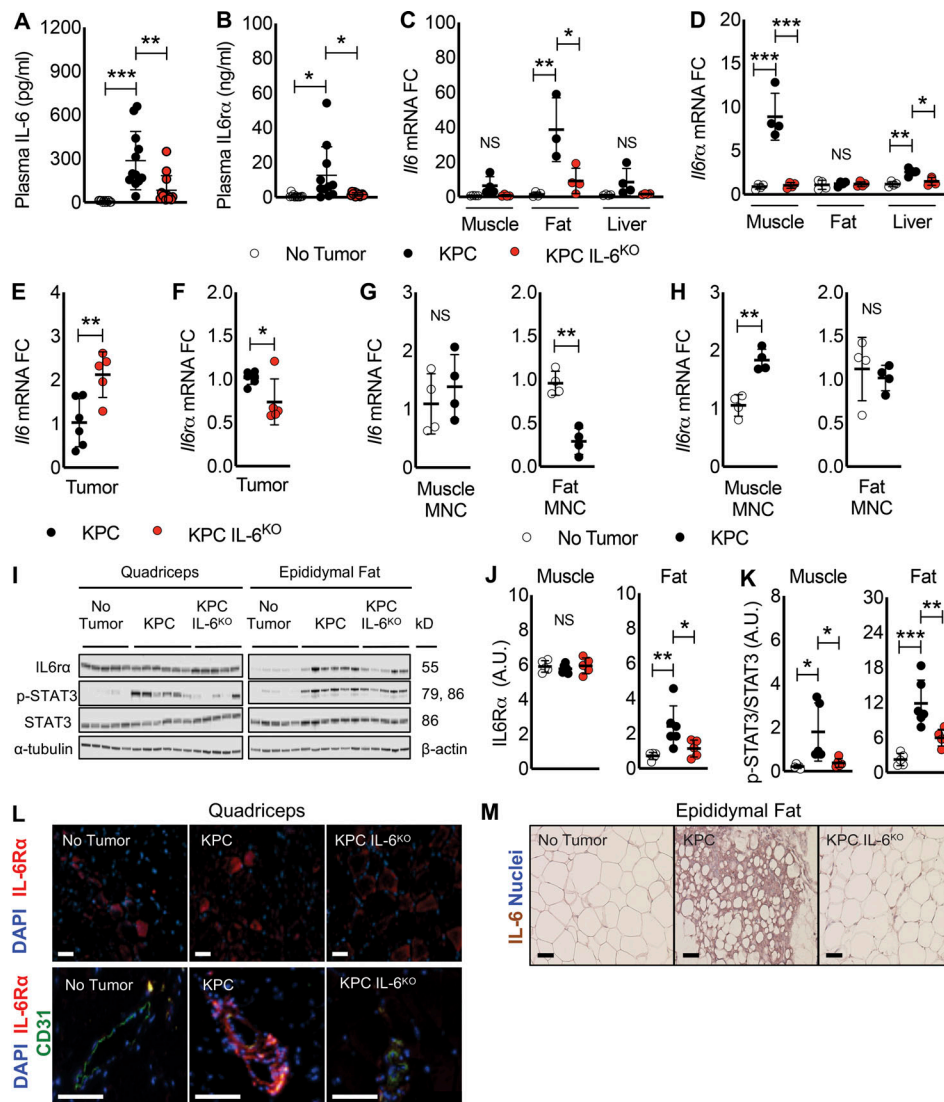 A
Plasma IL-6 (pg/ml)
1200
900
600
300
0
***
**
B
Plasma IL6rα (ng/ml)
100
80
60
40
20
0
*
*
C
Il6 mRNA FC
100
80
60
40
20
0
NS
**
*
NS
Muscle
Fat
Liver
D
Il6rα mRNA FC
25
20
15
10
5
0
***
***
NS
**
*
Muscle
Fat
Liver
No Tumor
KPC
KPC IL-6KO
E
Il6 mRNA FC
4
3
2
1
0
**
Tumor
F
Il6rα mRNA FC
2.0
1.5
1.0
0.5
0.0
*
Tumor
KPC
KPC IL-6KO
G
Il6 mRNA FC
3
2
1
0
NS
Muscle
MNC
2.0
1.5
1.0
0.5
0.0
**
Fat
MNC
H
Il6rα mRNA FC
3
2
1
0
**
Muscle
MNC
2.0
1.5
1.0
0.5
0.0
NS
Fat
MNC
No Tumor
KPC
I
Quadriceps
Epididymal Fat
No
Tumor
KPC
KPC
IL-6KO
No
Tumor
KPC
KPC
IL-6KO
kD
IL6rα
55
p-STAT3
79, 86
STAT3
86
α-tubulin
β-actin
J
IL6Rα (A.U.)
Muscle
10
8
6
4
2
0
NS
Fat
10
8
6
4
2
0
**
*
K
p-STAT3/STAT3 (A.U.)
Muscle
8
6
4
2
0
*
*
Fat
30
24
18
12
6
0
***
**
L
Quadriceps
DAPI IL-6Rα
No Tumor
KPC
KPC IL-6KO
DAPI IL-6Rα
CD31
No Tumor
KPC
KPC IL-6KO
M
Epididymal Fat
IL-6 Nuclei
No Tumor
KPC
KPC IL-6KO